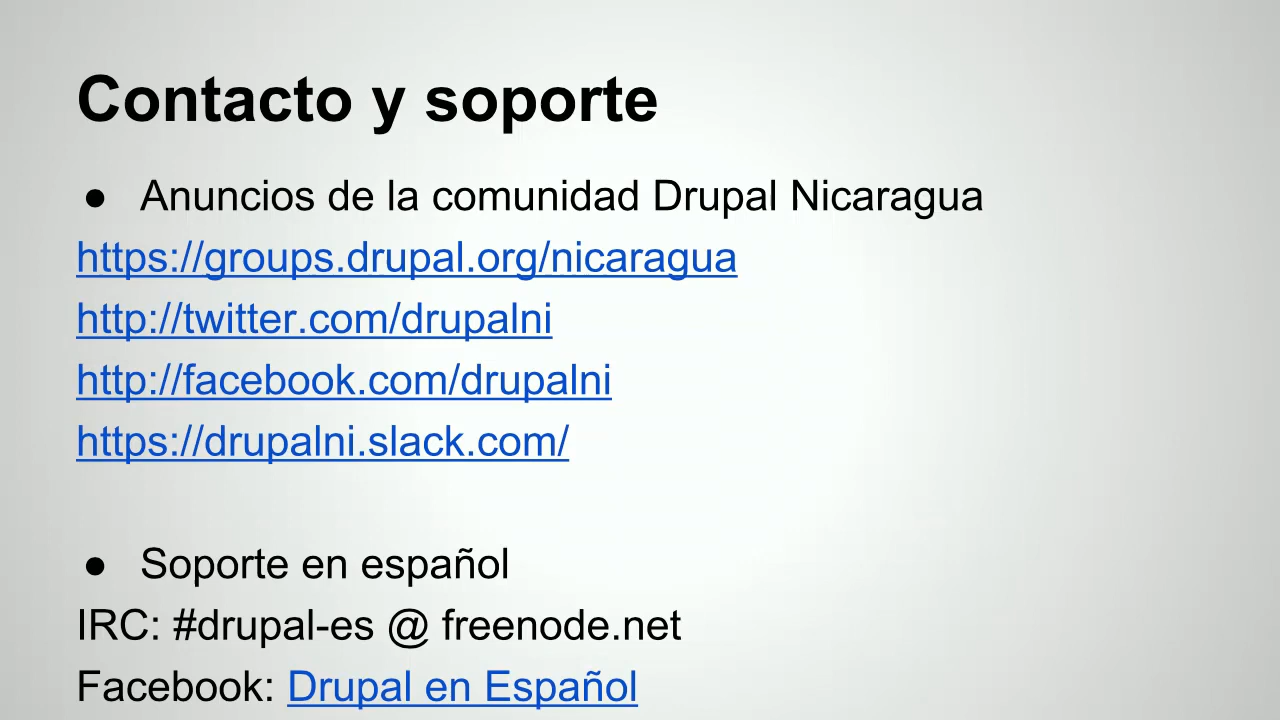 Contacto y soporte
● Anuncios de la comunidad Drupal Nicaragua
https://groups.drupal.org/nicaragua
http://twitter.com/drupalni
http://facebook.com/drupalni
https://drupalni.slack.com/
● Soporte en español
IRC: #drupal-es @ freenode.net
Facebook: Drupal en Español